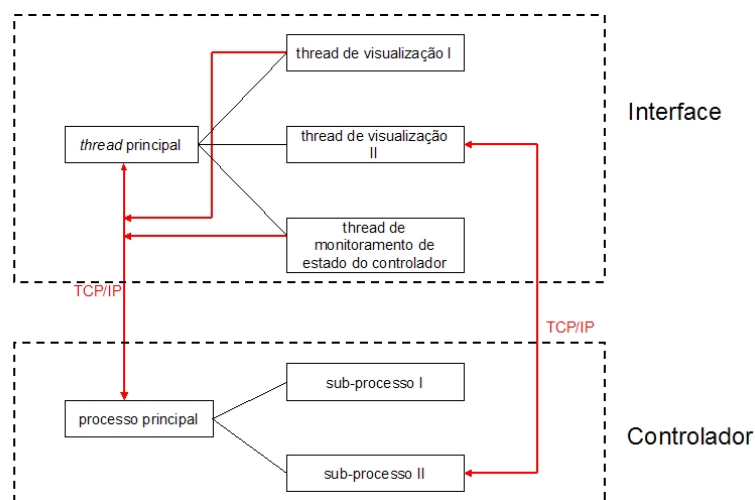 thread de visualização I
Interface
thread principal
thread de visualização
II
thread de
monitoramento de
estado do controlador
TCP/IP
TCP/IP
sub-processo I
processo principal
Controlador
sub-processo II